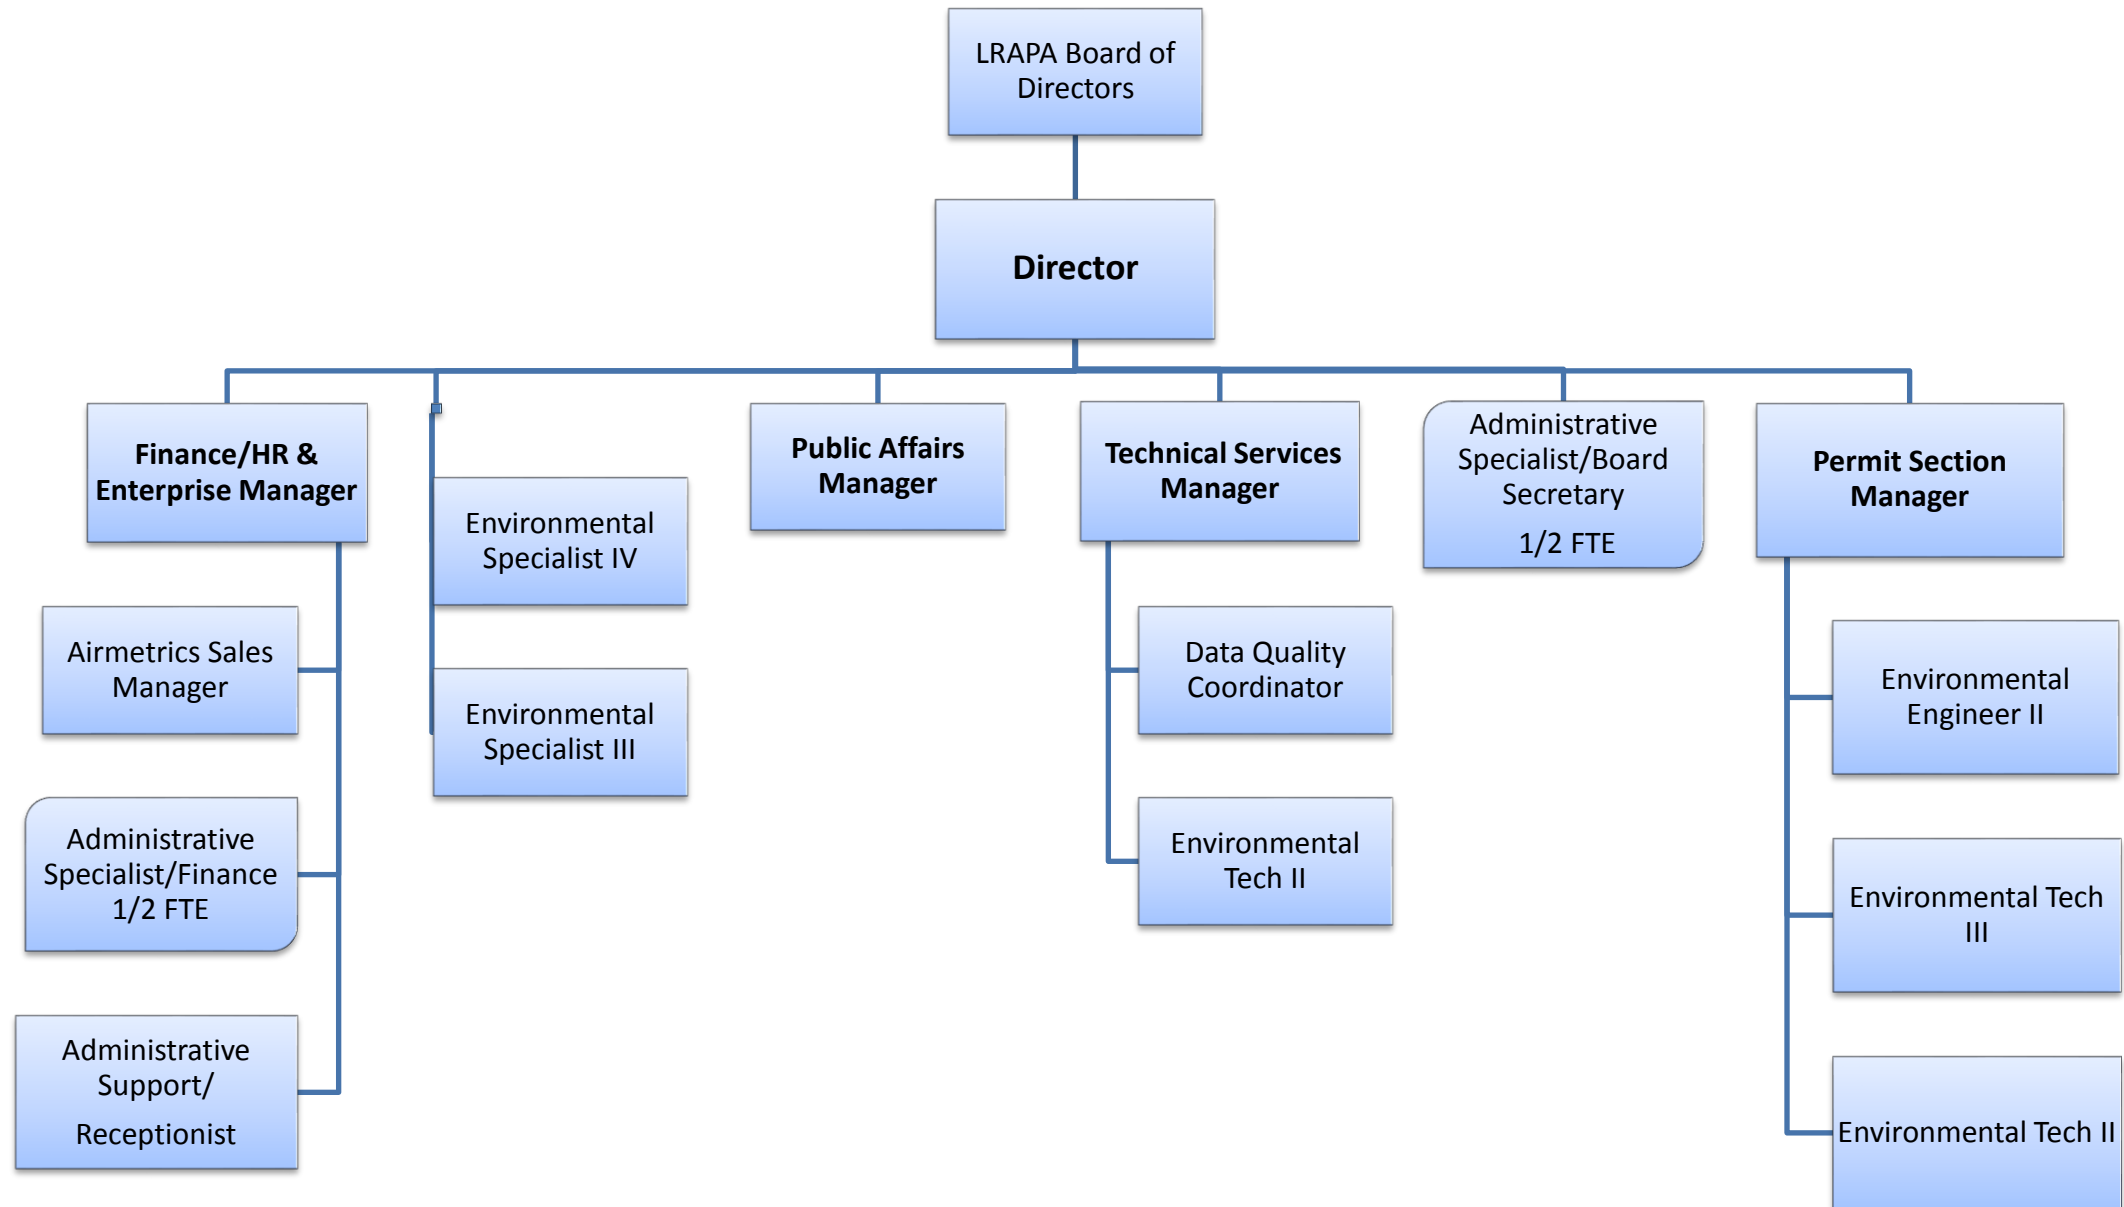 LRAPA Board of
Directors
Director
Finance/HR &
Enterprise Manager
Airmetrics Sales
Manager
Administrative
Specialist/Finance
1/2 FTE
Administrative
Support/
Receptionist
Environmental
Specialist IV
Environmental
Specialist III
Public Affairs
Manager
Technical Services
Manager
Data Quality
Coordinator
Environmental
Tech II
Administrative
Specialist/Board
Secretary
1/2 FTE
Permit Section
Manager
Environmental
Engineer II
Environmental Tech
III
Environmental Tech II